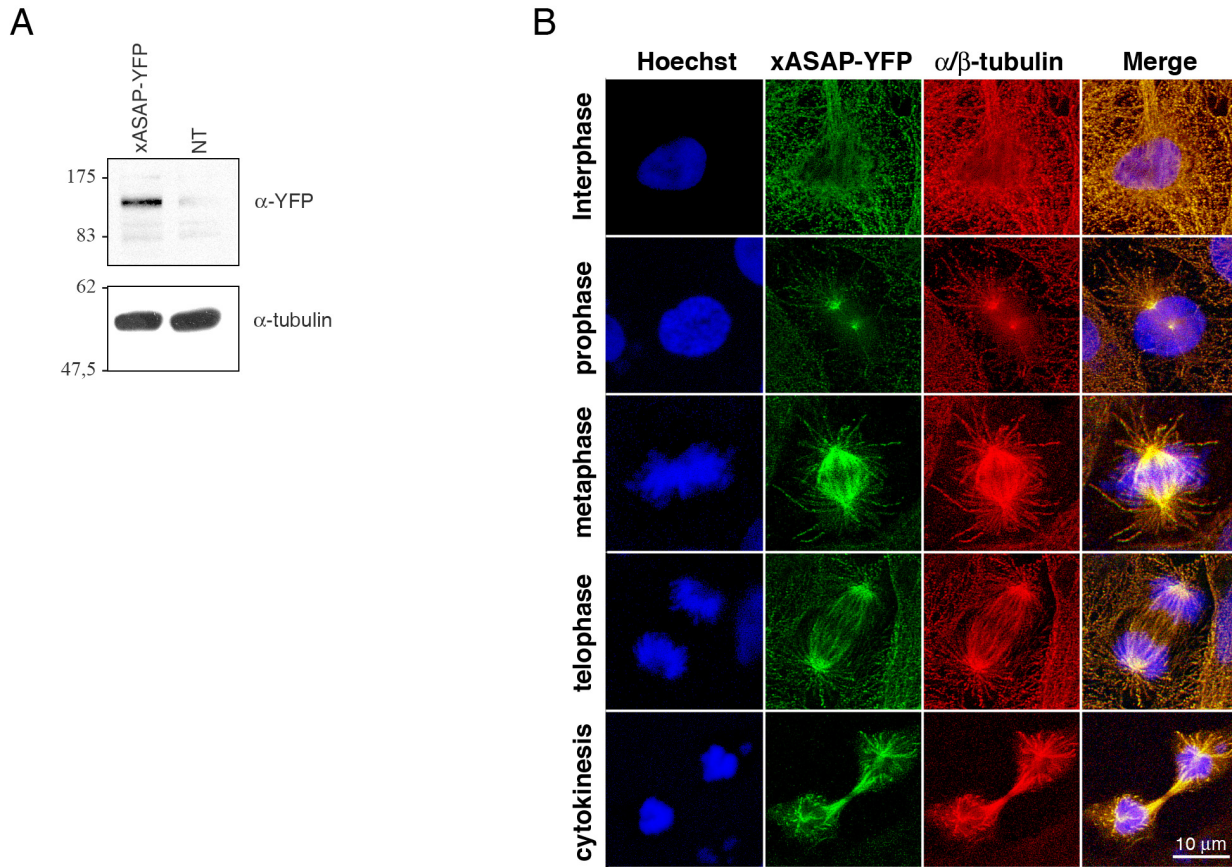 A
xASAP-YFP
NT
175
83
α-YFP
62
47,5
α-tubulin
B
Hoechst xASAP-YFP α/β-tubulin Merge
Interphase
prophase
metaphase
telophase
cytokinesis
10 μm